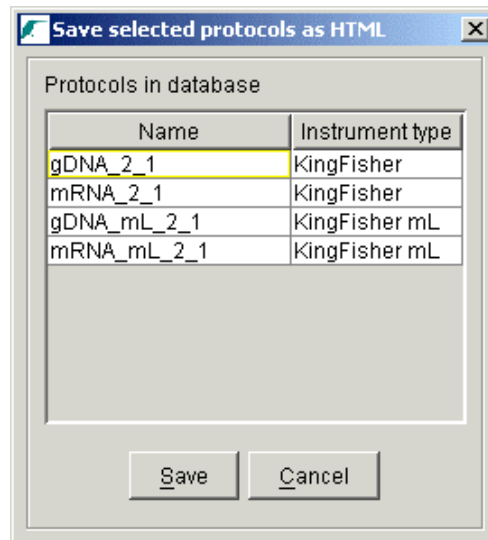 Save selected protocols as HTML
Protocols in database
Name Instrument type
gDNA_2_1 KingFisher
mRNA_2_1 KingFisher
gDNA_mL_2_1 KingFisher mL
mRNA_mL_2_1 KingFisher mL
Save Cancel